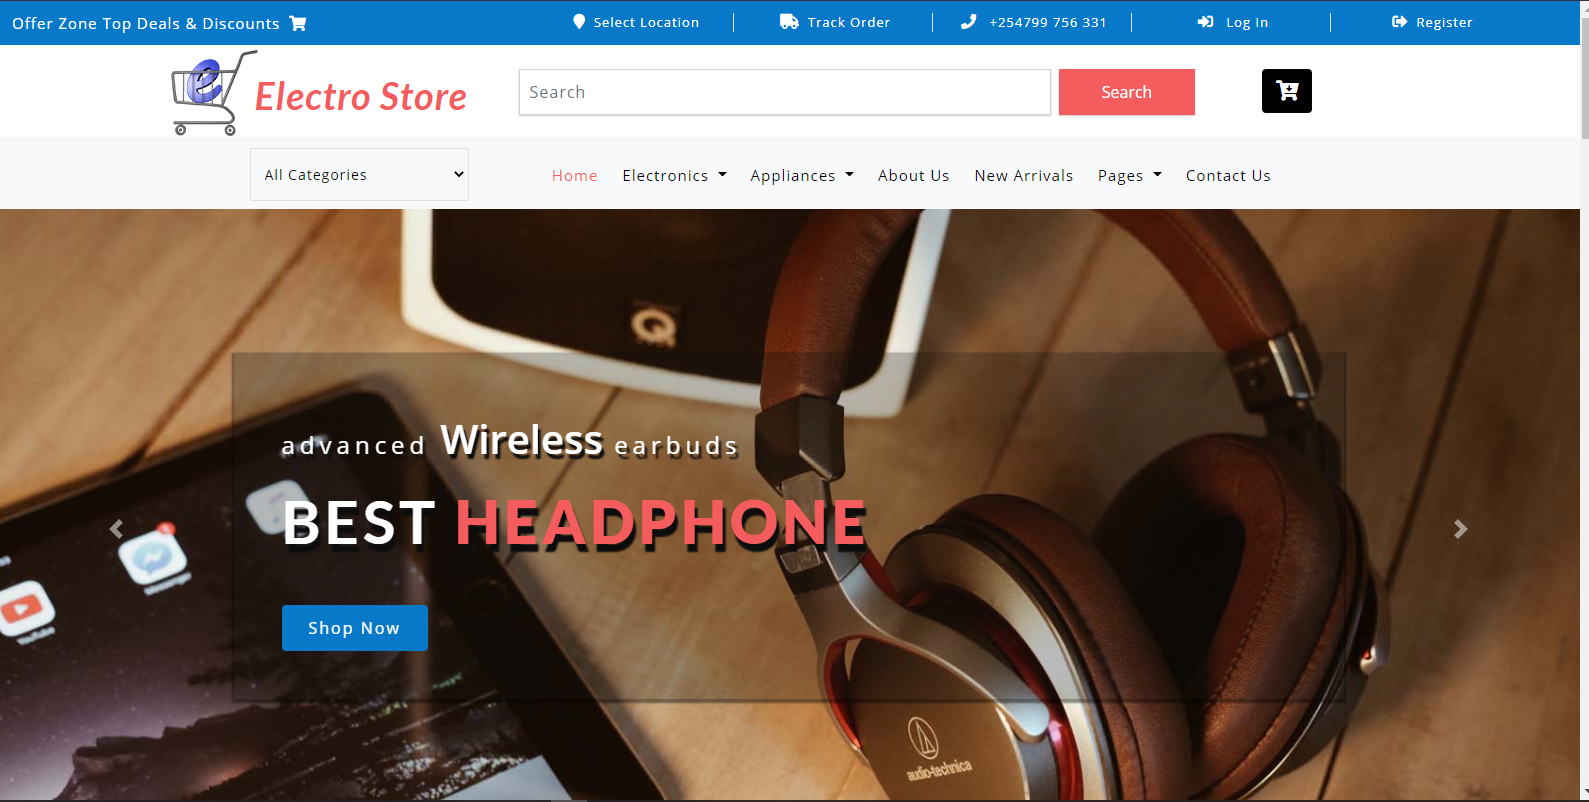 Offer Zone Top Deals & Discounts
Select Location
Track Order
+254799 756 331
Log In
Register
Electro Store
Search
Search
All Categories
Home
Electronics
Appliances
About Us
New Arrivals
Pages
Contact Us
Q
advanced Wireless earbuds
BEST HEADPHONE
Messenger
YouTube
Shop Now
audio-technica